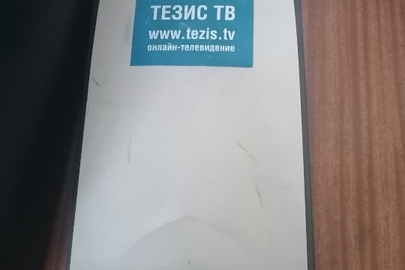 ТЕЗИС ТВ
www.tezis.tv
онлайн-телевидение